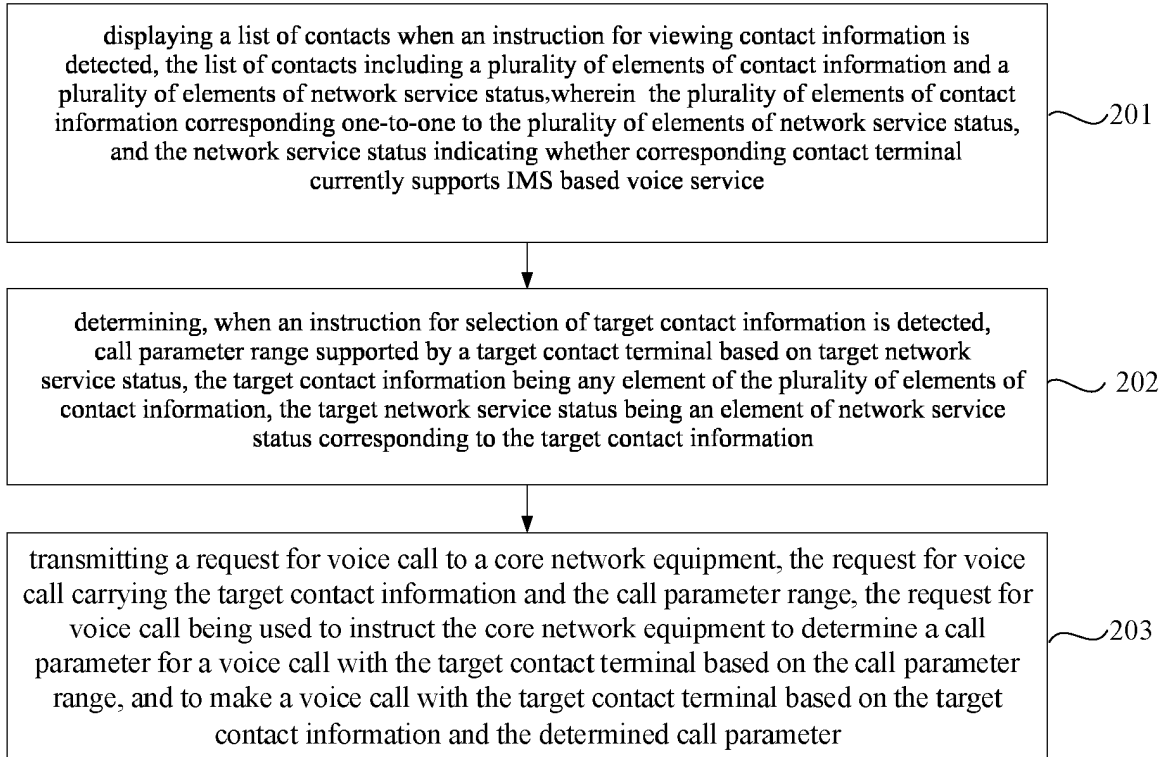 displaying a list of contacts when an instruction for viewing contact information is
detected, the list of contacts including a plurality of elements of contact information and a
plurality of elements of network service status,wherein the plurality of elements of contact
information corresponding one-to-one to the plurality of elements of network service status,
and the network service status indicating whether corresponding contact terminal
currently supports IMS based voice service
201
determining, when an instruction for selection of target contact information is detected,
call parameter range supported by a target contact terminal based on target network
service status, the target contact information being any element of the plurality of elements of
contact information, the target network service status being an element of network service
status corresponding to the target contact information
202
transmitting a request for voice call to a core network equipment, the request for voice
call carrying the target contact information and the call parameter range, the request for
voice call being used to instruct the core network equipment to determine a call
parameter for a voice call with the target contact terminal based on the call parameter
range, and to make a voice call with the target contact terminal based on the target
contact information and the determined call parameter
203